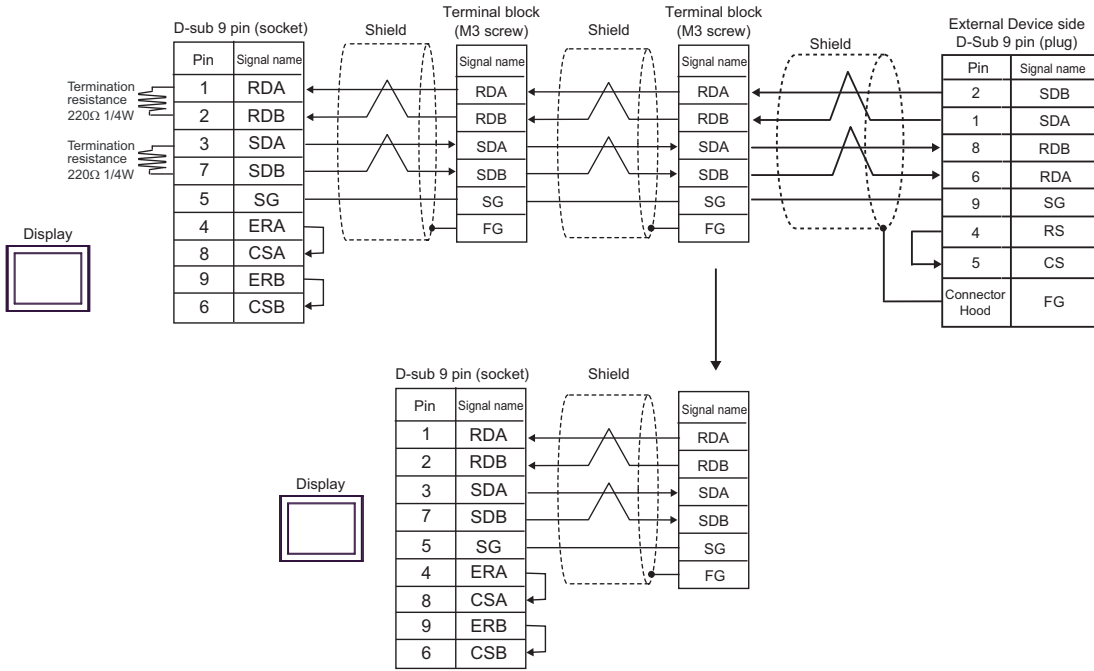 Terminal block
(M3 screw)
Terminal block
(M3 screw)
D-sub 9 pin (socket)
Shield
Shield
Shield
External Device side
D-Sub 9 pin (plug)
Pin Signal name
1 RDA
2 RDB
3 SDA
7 SDB
5 SG
4 ERA
8 CSA
9 ERB
6 CSB
Termination
resistance
220Ω 1/4W
Termination
resistance
220Ω 1/4W
Display
Signal name
RDA
RDB
SDA
SDB
SG
FG
Signal name
RDA
RDB
SDA
SDB
SG
FG
Pin Signal name
2 SDB
1 SDA
8 RDB
6 RDA
9 SG
4 RS
5 CS
Connector
Hood FG
D-sub 9 pin (socket)
Shield
Display
Pin Signal name
1 RDA
2 RDB
3 SDA
7 SDB
5 SG
4 ERA
8 CSA
9 ERB
6 CSB
Signal name
RDA
RDB
SDA
SDB
SG
FG